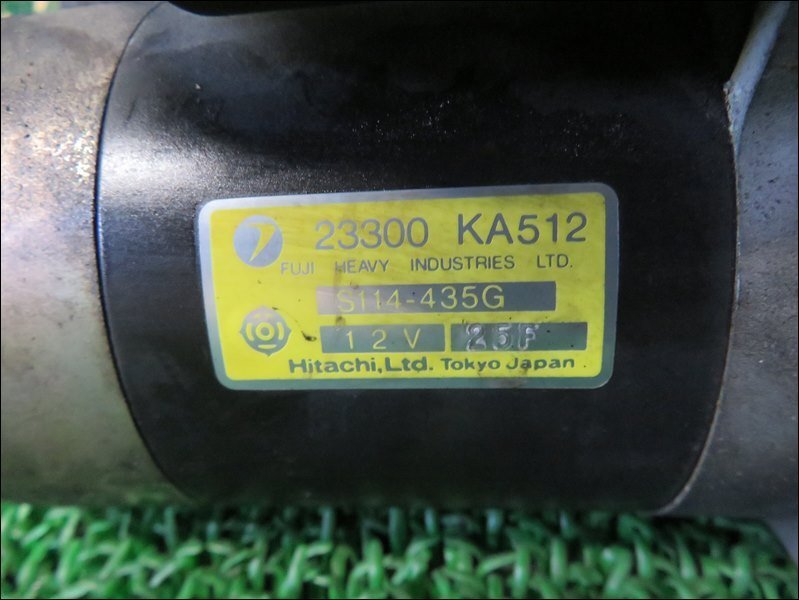 23300 KA512
FUJI HEAVY INDUSTRIES LTD.
S114-435G
12V 25F
Hitachi, Ltd. Tokyo Japan